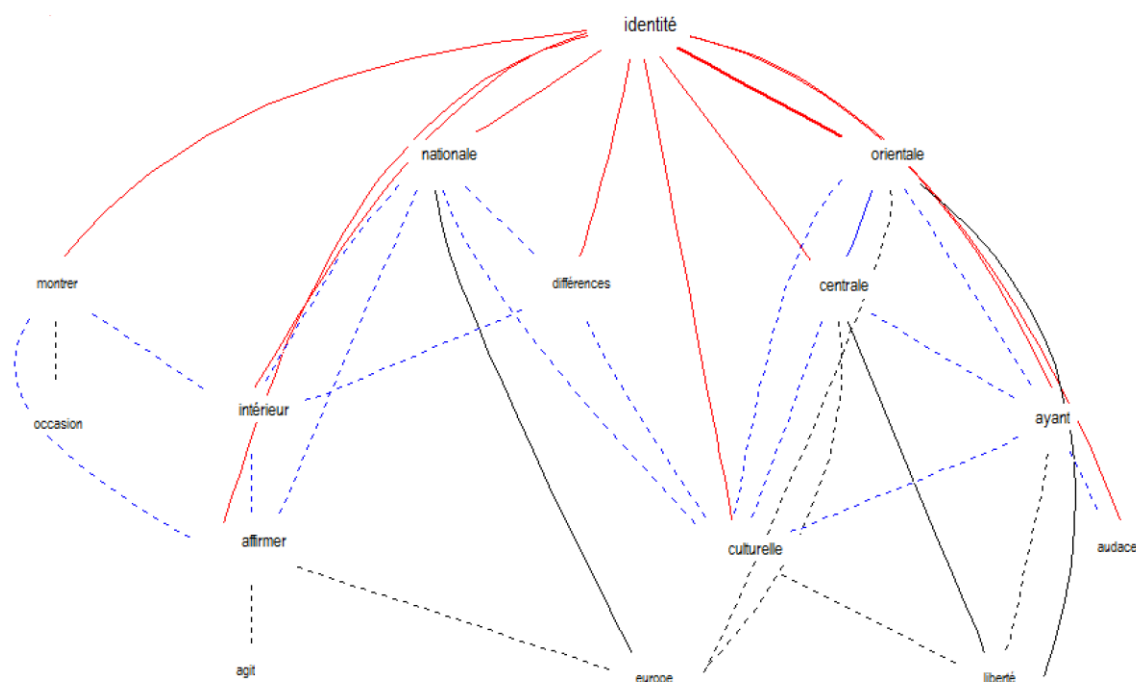 identité
nationale
orientale
montrer
différences
centrale
occasion
intérieur
ayant
affirmer
culturelle
audace
agit
europe
liberté